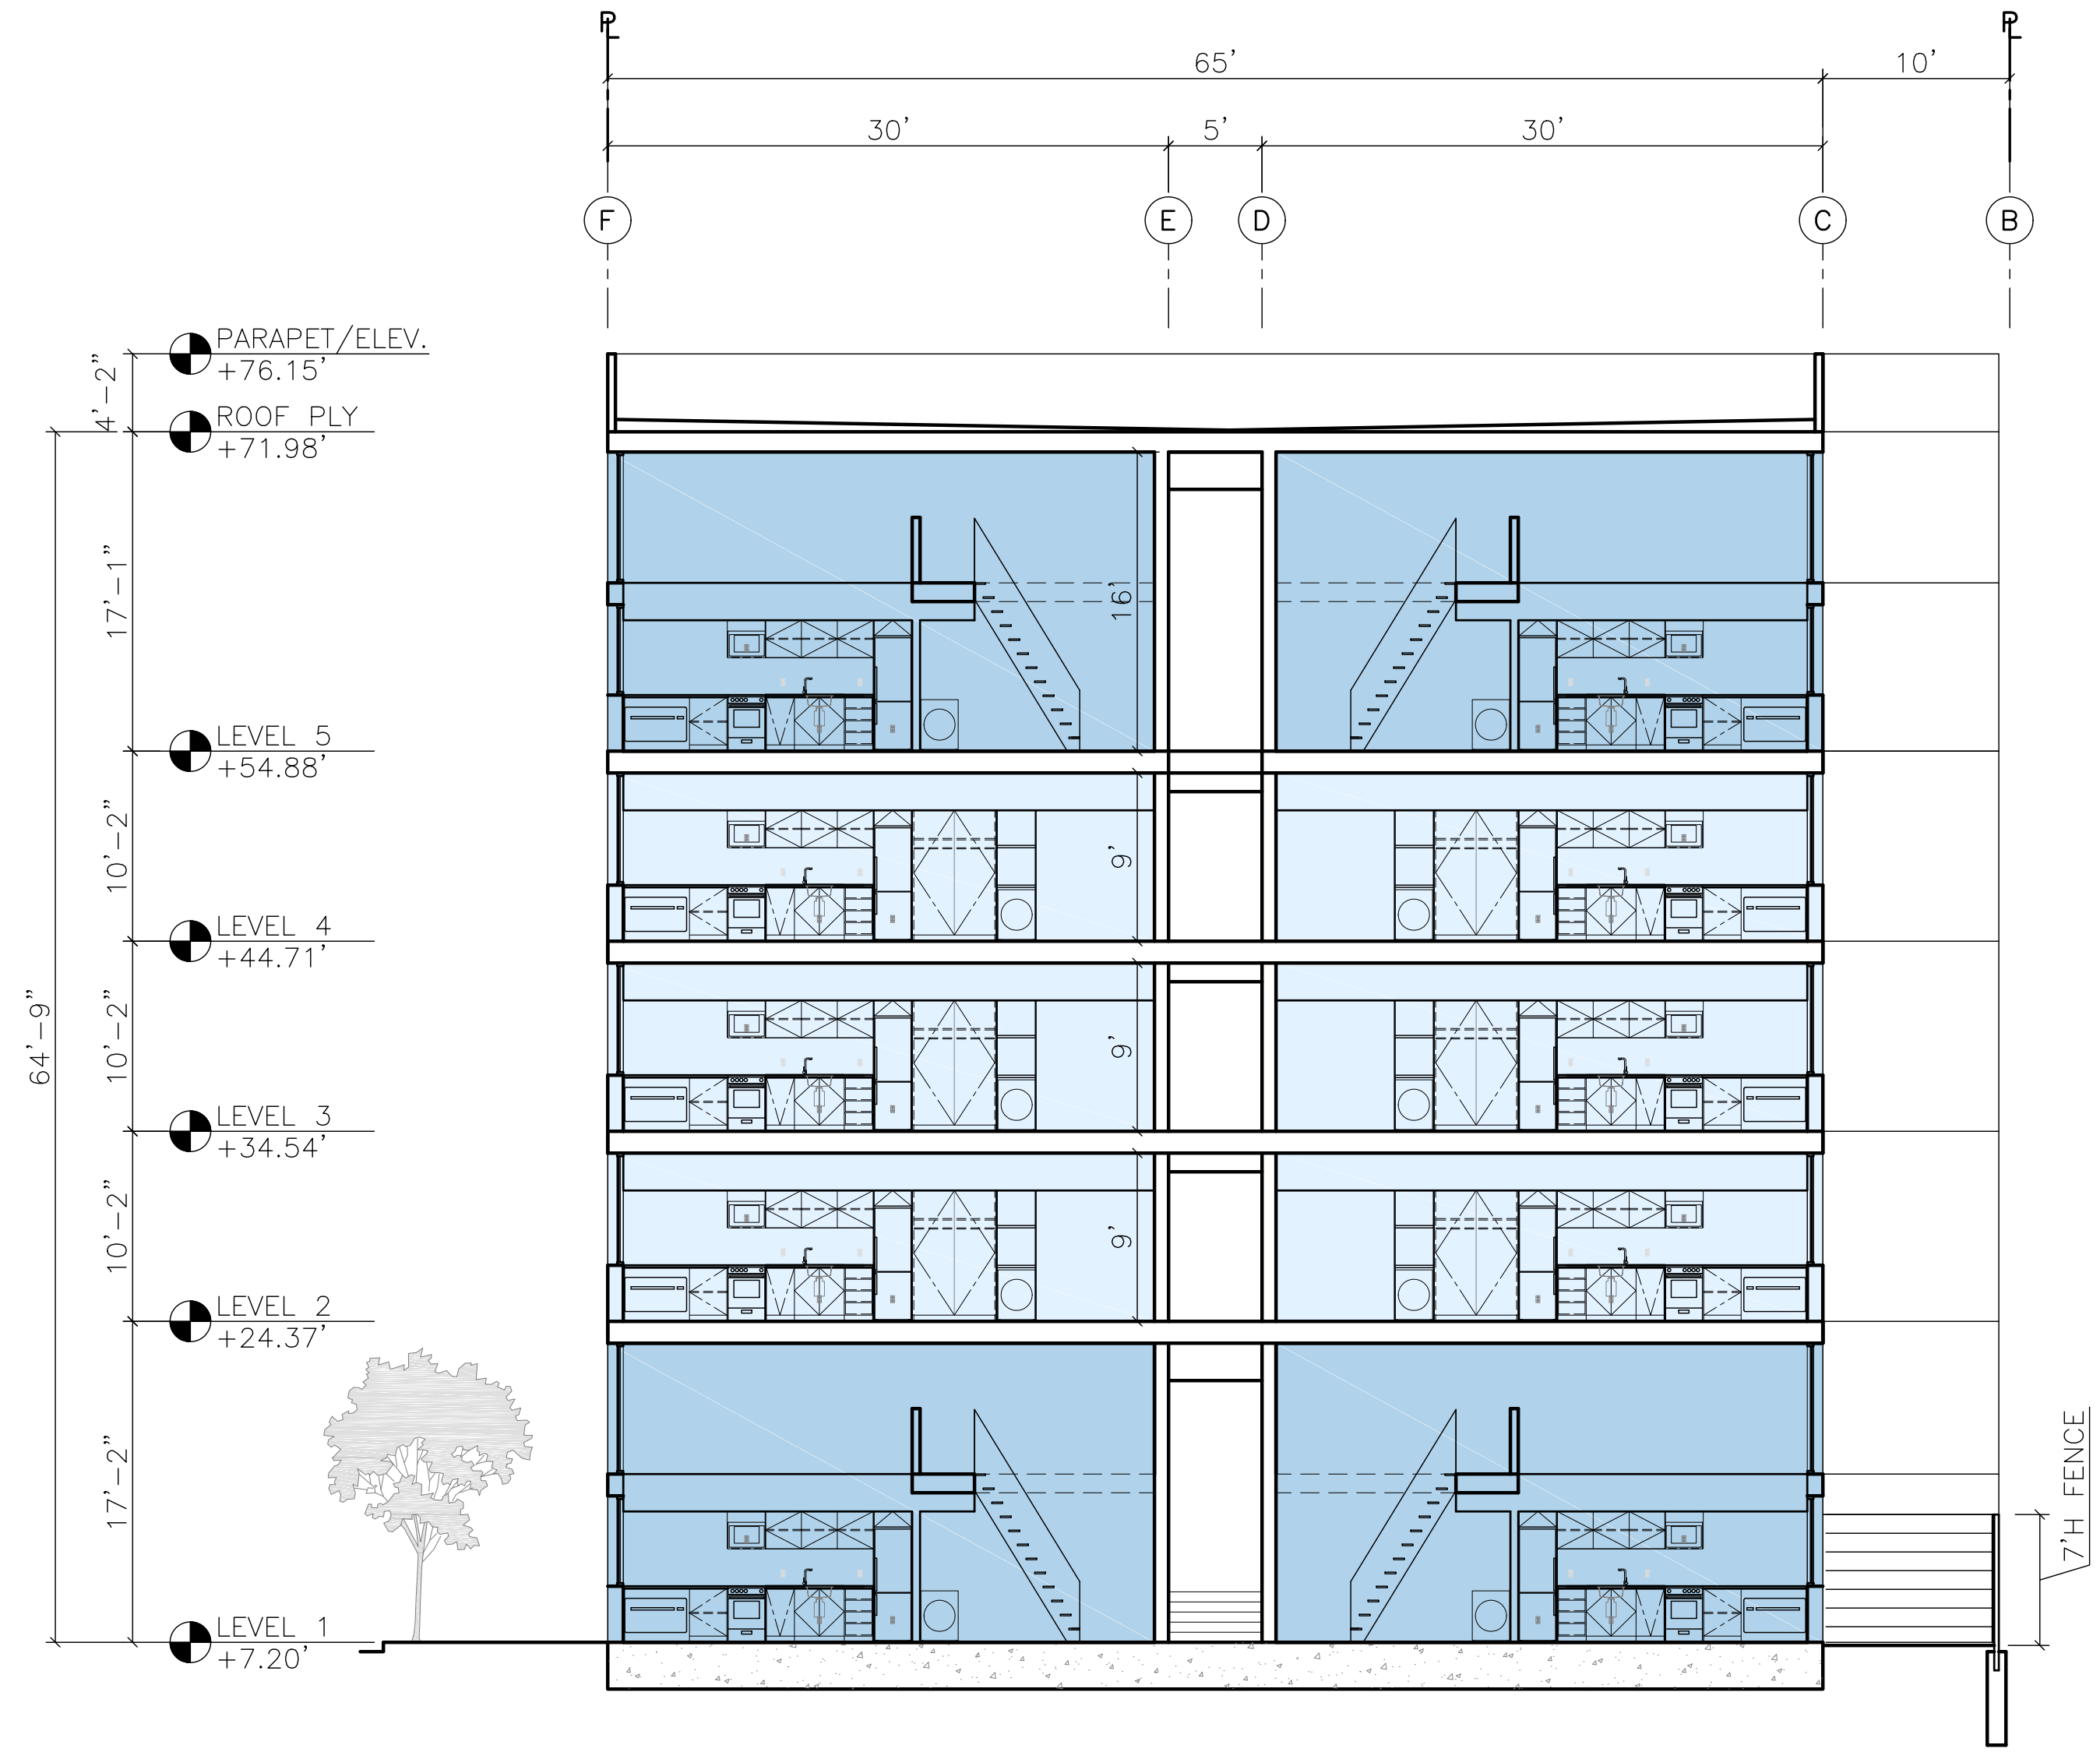 PL
PL
65'
10'
30'
5'
30'
F
E
D
C
B
PARAPET/ELEV.
+76.15'
4'-2"
ROOF PLY
+71.98'
17'-1"
16'
LEVEL 5
+54.88'
10'-2"
9'
LEVEL 4
+44.71'
64'-9"
10'-2"
9'
LEVEL 3
+34.54'
10'-2"
9'
LEVEL 2
+24.37'
17'-2"
7'H FENCE
LEVEL 1
+7.20'